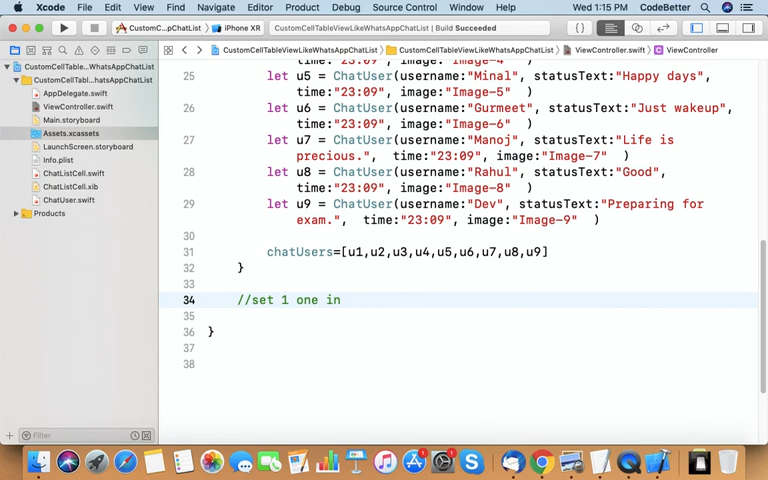 Xcode File Edit View Find Navigate Editor Product Debug Source Control Window Help Wed 1:15 PM CodeBetter
CustomC...pChatList iPhone XR CustomCellTableViewLikeWhatsAppChatList | Build Succeeded
CustomCellTableViewLikeWhatsAppChatList CustomCellTableViewLikeWhatsAppChatList ViewController.swift ViewController
CustomCellTable...WhatsAppChatList
CustomCellTabl...hatsAppChatList
AppDelegate.swift
ViewController.swift
Main.storyboard
Assets.xcassets
LaunchScreen.storyboard
Info.plist
ChatListCell.swift
ChatListCell.xib
ChatUser.swift
Products
Filter
time:"23:09", image:"Image-4" )
25 let u5 = ChatUser(username:"Minal", statusText:"Happy days",
time:"23:09", image:"Image-5" )
26 let u6 = ChatUser(username:"Gurmeet", statusText:"Just wakeup",
time:"23:09", image:"Image-6" )
27 let u7 = ChatUser(username:"Manoj", statusText:"Life is
precious.", time:"23:09", image:"Image-7" )
28 let u8 = ChatUser(username:"Rahul", statusText:"Good",
time:"23:09", image:"Image-8" )
29 let u9 = ChatUser(username:"Dev", statusText:"Preparing for
exam.", time:"23:09", image:"Image-9" )
30
31 chatUsers=[u1,u2,u3,u4,u5,u6,u7,u8,u9]
32 }
33
34 //set 1 one in
35
36 }
37
38